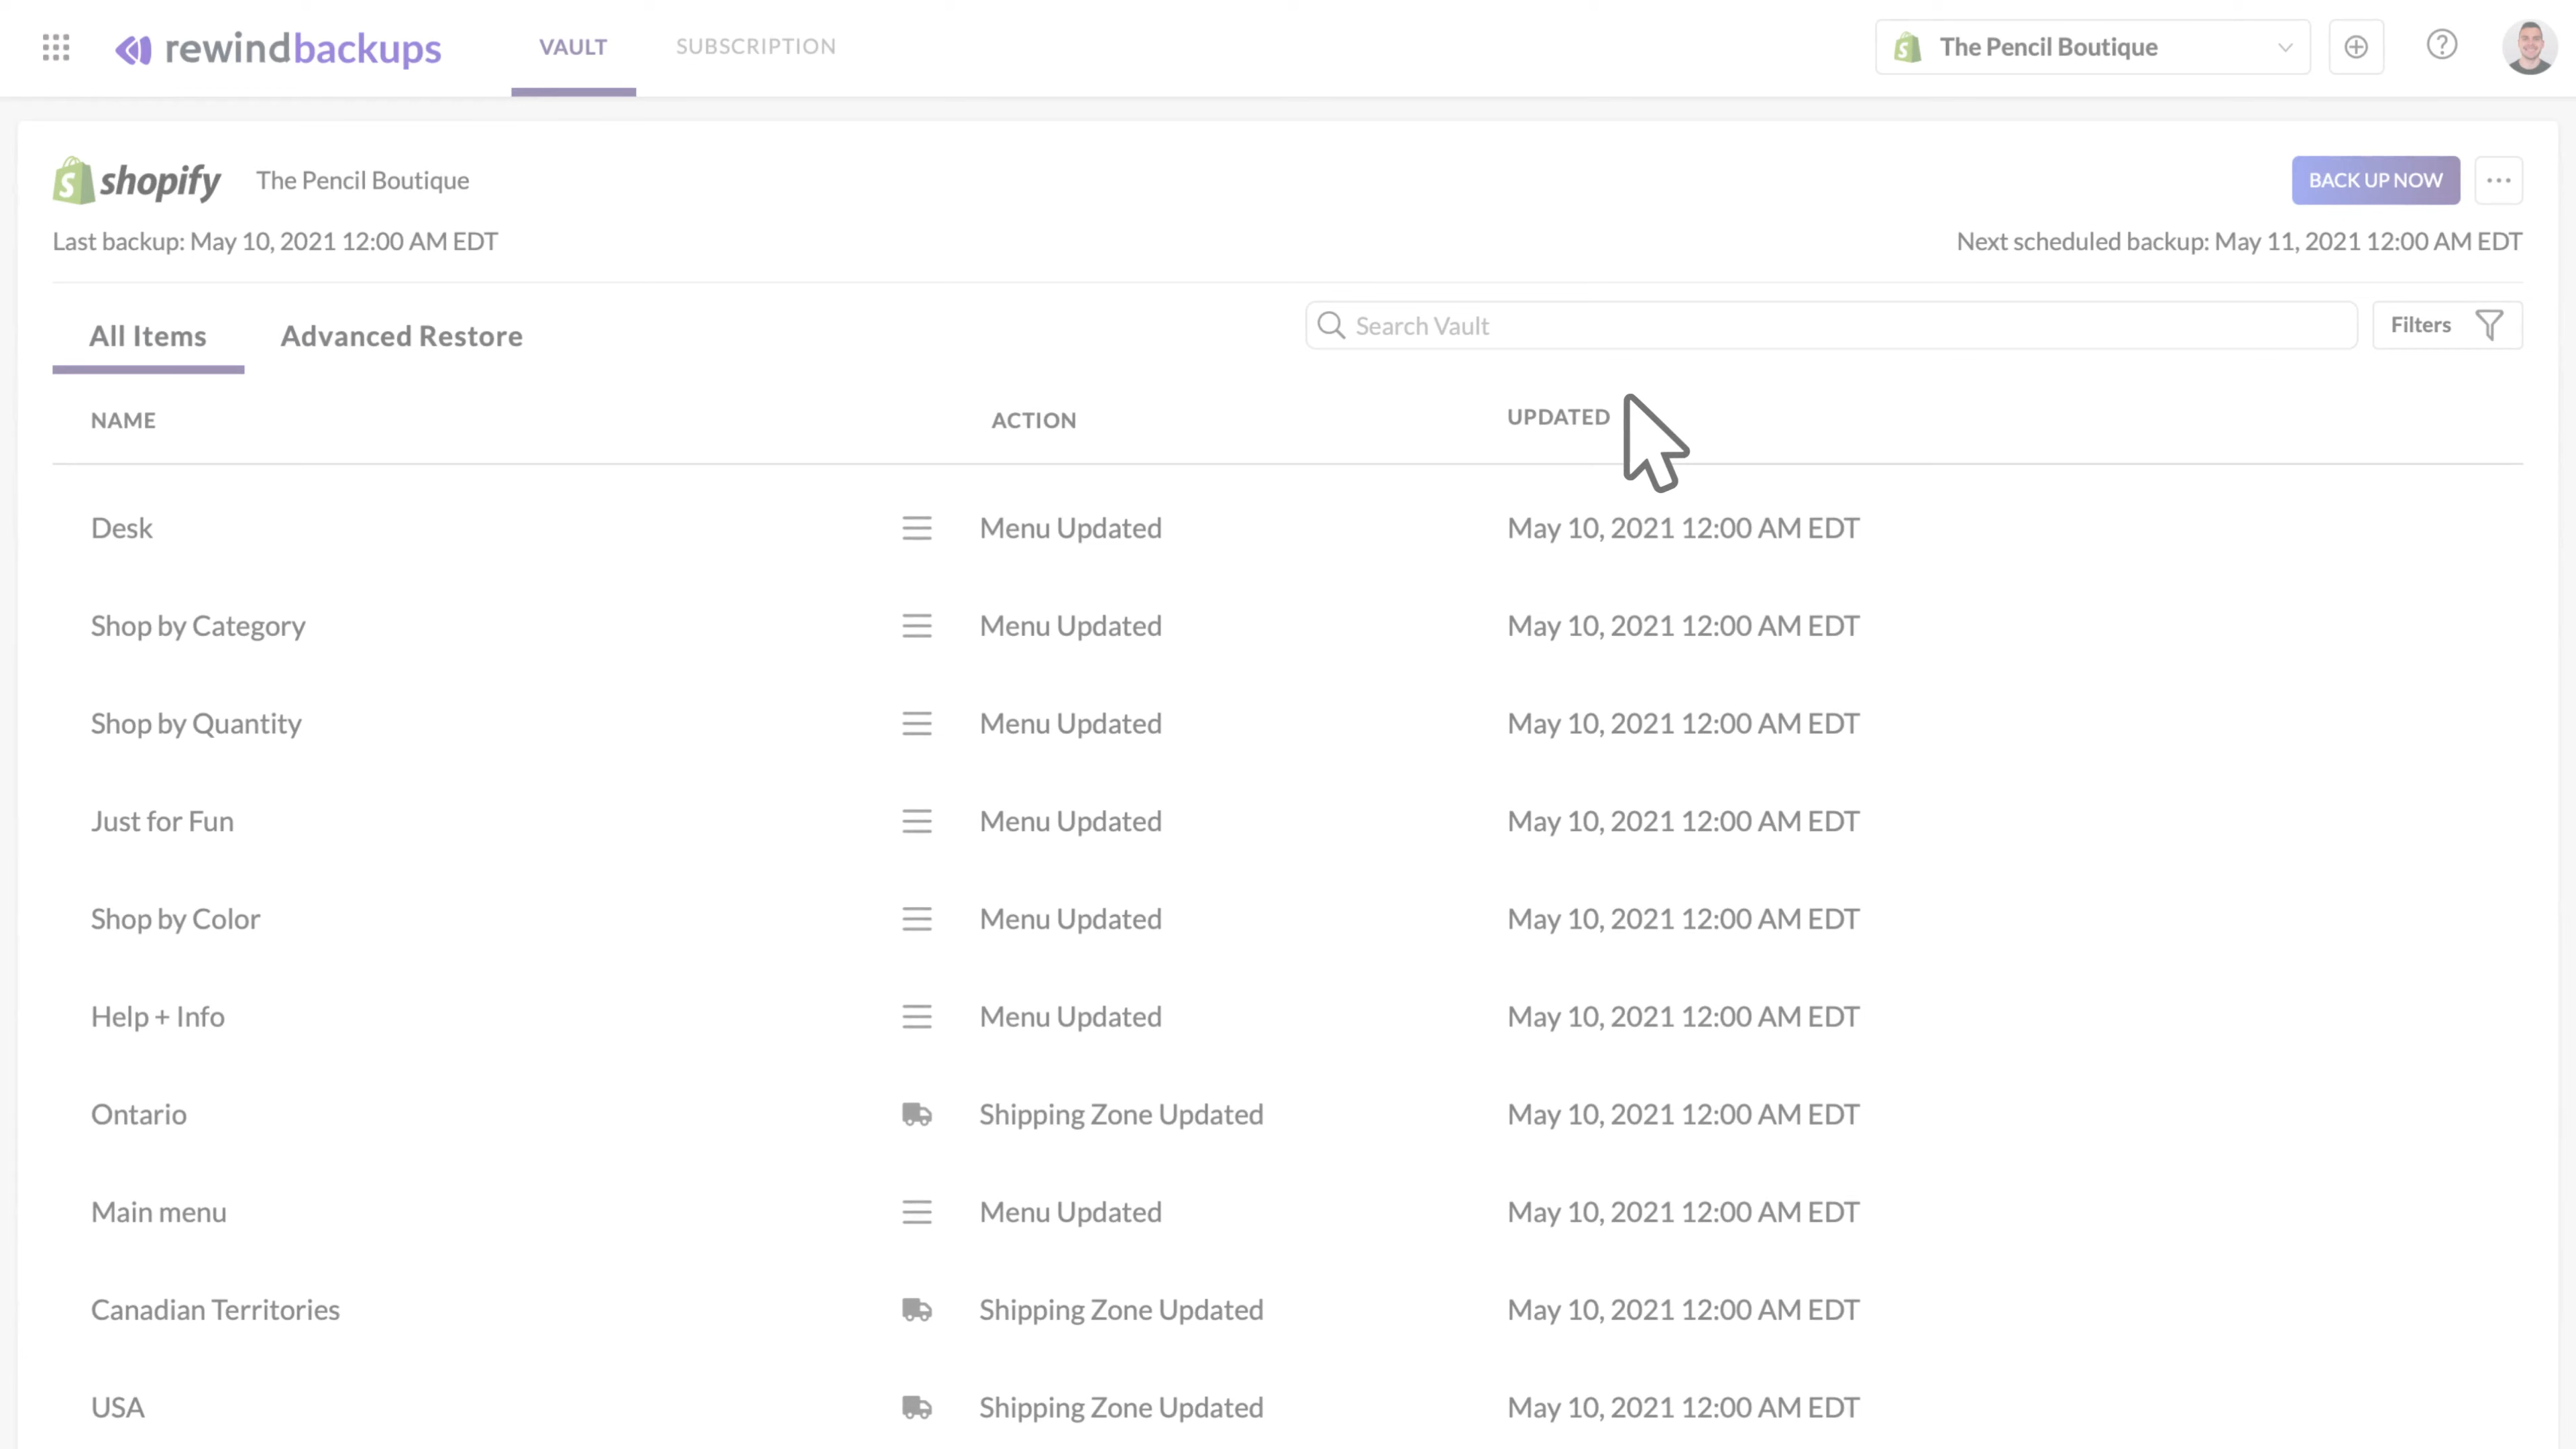 rewindbackups VAULT SUBSCRIPTION The Pencil Boutique
shopify The Pencil Boutique BACK UP NOW
Last backup: May 10, 2021 12:00 AM EDT Next scheduled backup: May 11, 2021 12:00 AM EDT
All Items Advanced Restore Search Vault Filters
NAME ACTION UPDATED
Desk Menu Updated May 10, 2021 12:00 AM EDT
Shop by Category Menu Updated May 10, 2021 12:00 AM EDT
Shop by Quantity Menu Updated May 10, 2021 12:00 AM EDT
Just for Fun Menu Updated May 10, 2021 12:00 AM EDT
Shop by Color Menu Updated May 10, 2021 12:00 AM EDT
Help + Info Menu Updated May 10, 2021 12:00 AM EDT
Ontario Shipping Zone Updated May 10, 2021 12:00 AM EDT
Main menu Menu Updated May 10, 2021 12:00 AM EDT
Canadian Territories Shipping Zone Updated May 10, 2021 12:00 AM EDT
USA Shipping Zone Updated May 10, 2021 12:00 AM EDT